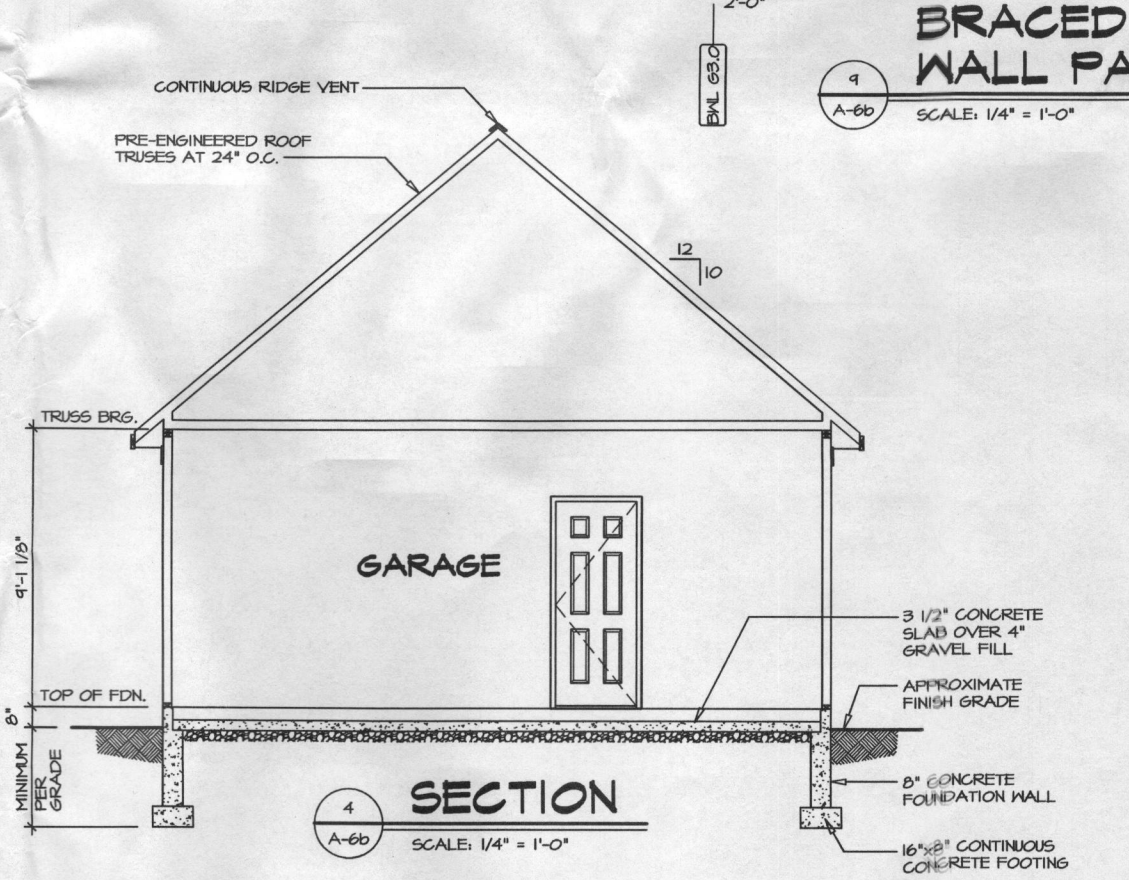 2'-0"
BRACED
WALL PA
BWL G3.0
9
A-6b
SCALE: 1/4" = 1'-0"
CONTINUOUS RIDGE VENT
PRE-ENGINEERED ROOF
TRUSES AT 24" O.C.
12
10
TRUSS BRG.
9'-1 1/8"
GARAGE
3 1/2" CONCRETE
SLAB OVER 4"
GRAVEL FILL
TOP OF FDN.
8"
APPROXIMATE
FINISH GRADE
MINIMUM
PER
GRADE
8" CONCRETE
FOUNDATION WALL
4
A-6b
SECTION
SCALE: 1/4" = 1'-0"
16"x8" CONTINUOUS
CONCRETE FOOTING